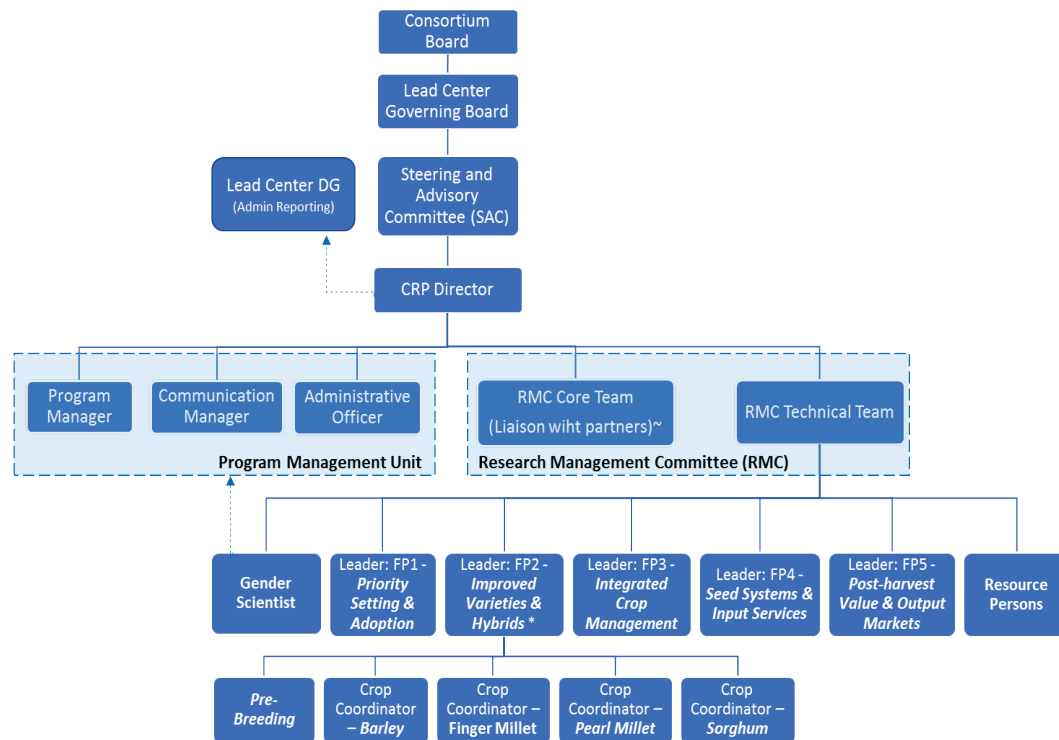 Consortium
Board
Lead Center
Governing Board
Lead Center DG
(Admin Reporting)
Steering and
Advisory
Committee (SAC)
CRP Director
Program
Manager
Communication
Manager
Administrative
Officer
RMC Core Team
(Liaison wiht partners)~
RMC Technical Team
Program Management Unit
Research Management Committee (RMC)
Gender
Scientist
Leader: FP1 -
Priority
Setting &
Adoption
Leader: FP2 -
Improved
Varieties &
Hybrids *
Leader: FP3 -
Integrated
Crop
Management
Leader: FP4 -
Seed Systems &
Input Services
Leader: FP5 -
Post-harvest
Value & Output
Markets
Resource
Persons
Pre-
Breeding
Crop
Coordinator
– Barley
Crop
Coordinator –
Finger Millet
Crop
Coordinator –
Pearl Millet
Crop
Coordinator –
Sorghum